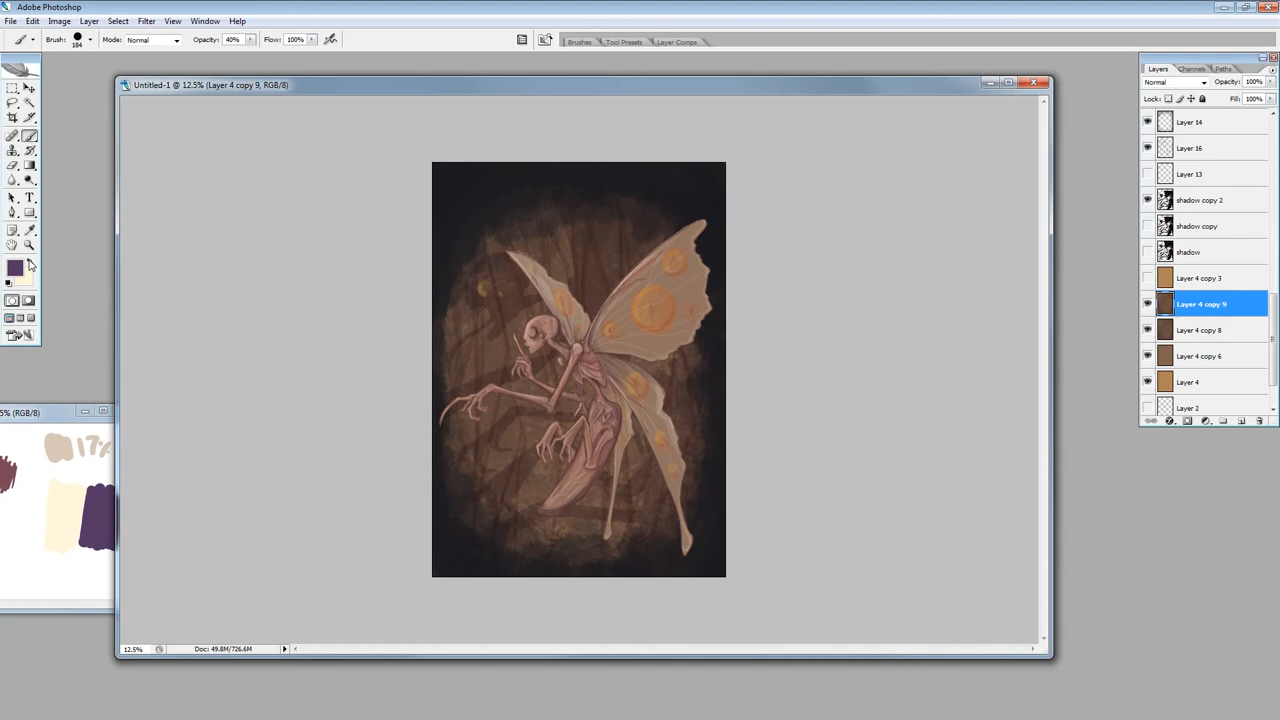 Adobe Photoshop
File Edit Image Layer Select Filter View Window Help
Brush: 184 Mode: Normal Opacity: 40% Flow: 100% Brushes Tool Presets Layer Comps
Untitled-1 @ 12.5% (Layer 4 copy 9, RGB/8)
Layers Channels Paths
Normal Opacity: 100%
Lock: Fill: 100%
Layer 14
Layer 16
Layer 13
shadow copy 2
shadow copy
shadow
Layer 4 copy 3
Layer 4 copy 9
Layer 4 copy 8
Layer 4 copy 6
Layer 4
Layer 2
5% (RGB/8)
17%
12.5% Doc: 49.8M/726.6M